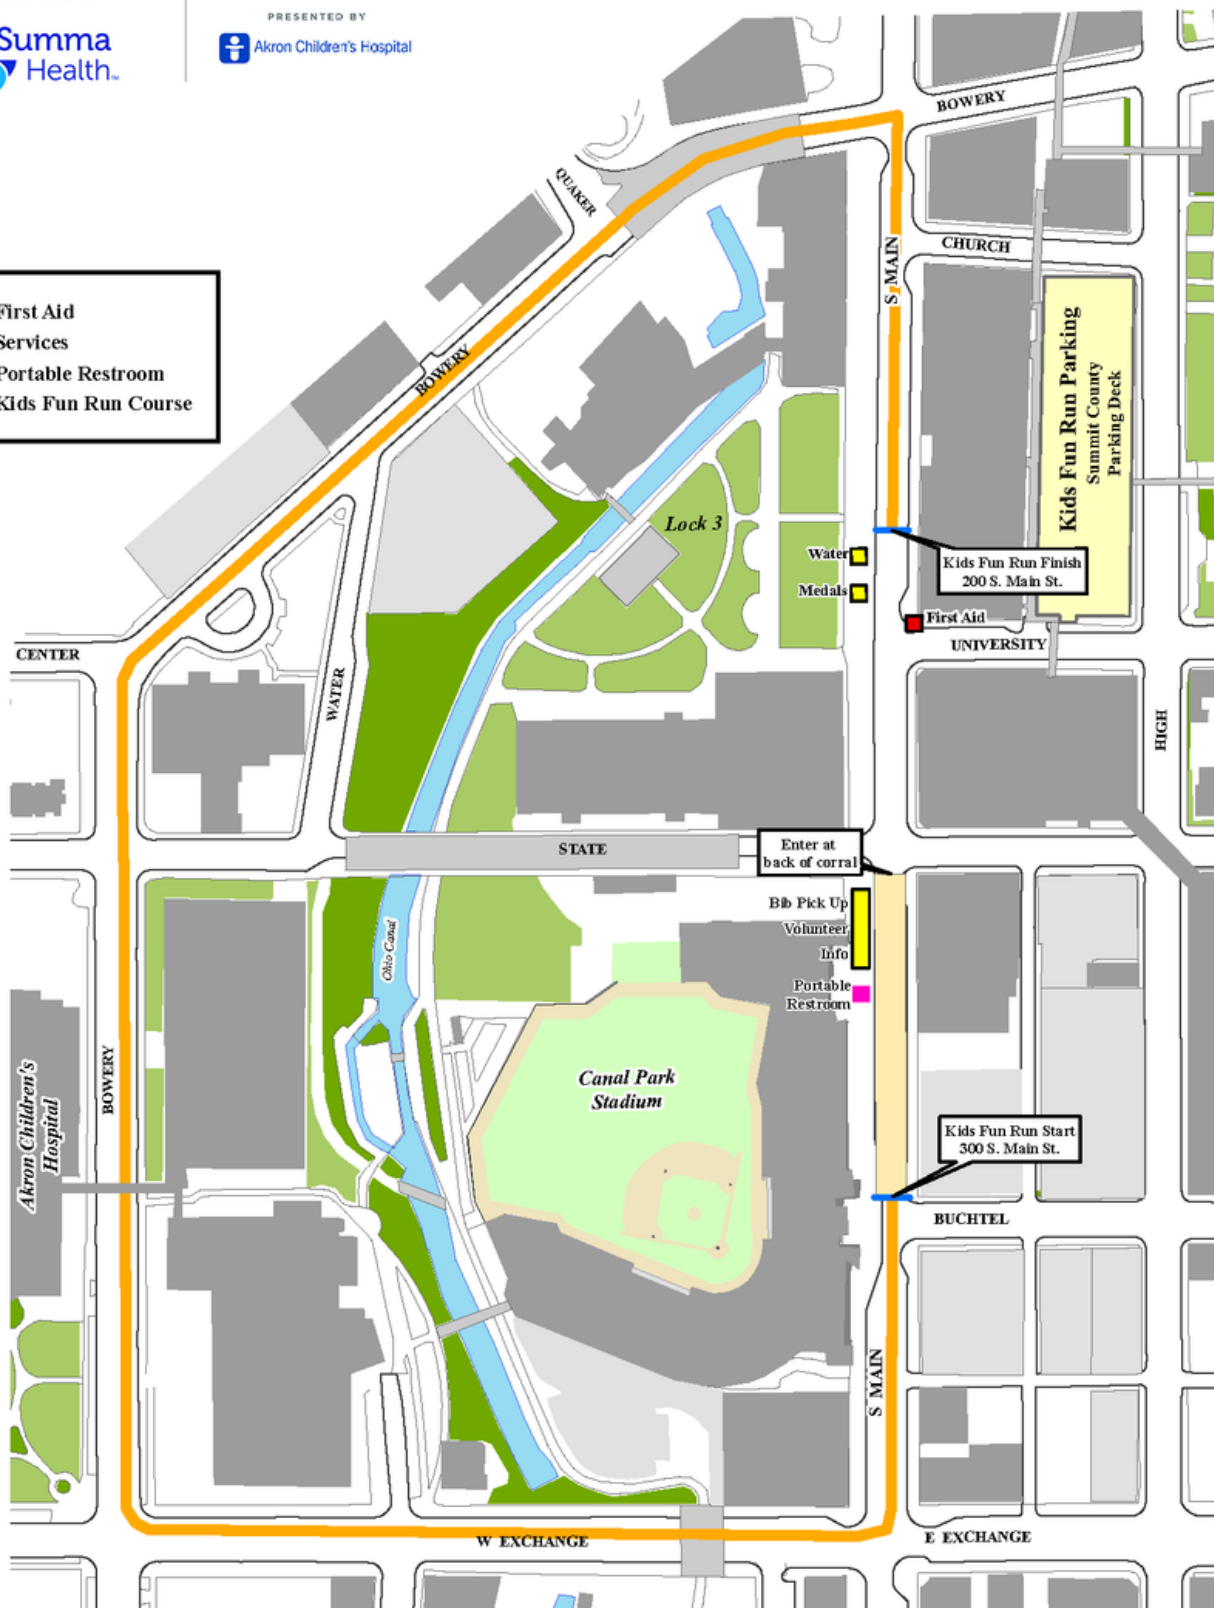 PRESENTED BY
Summa
Health™
Akron Children's Hospital
First Aid
Services
Portable Restroom
Kids Fun Run Course
BOWERY
QUAKER
CHURCH
S MAIN
BOWERY
Kids Fun Run Parking
Summit County
Parking Deck
Lock 3
Water
Medals
Kids Fun Run Finish
200 S. Main St.
First Aid
UNIVERSITY
CENTER
WATER
HIGH
STATE
Enter at
back of corral
Bib Pick Up
Volunteer
Info
Portable
Restroom
Ohio Canal
Canal Park
Stadium
BOWERY
Akron Children's
Hospital
Kids Fun Run Start
300 S. Main St.
BUCHTEL
S MAIN
W EXCHANGE
E EXCHANGE